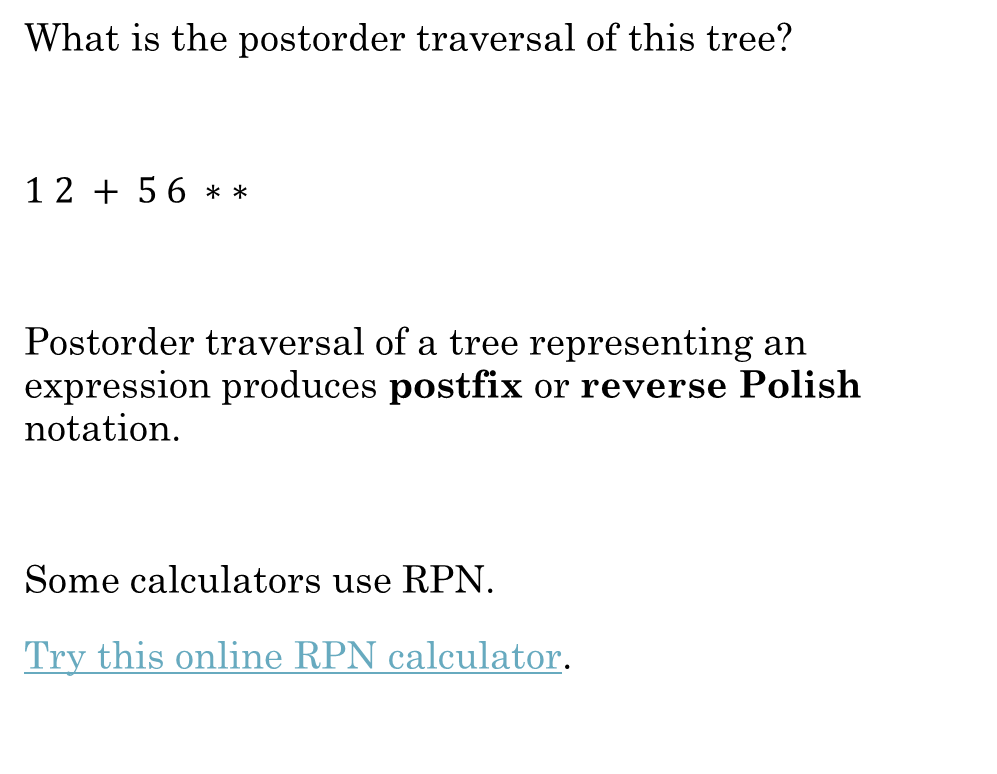 What is the postorder traversal of this tree?
1 2 + 5 6 ∗ ∗
Postorder traversal of a tree representing an
expression produces postfix or reverse Polish
notation.
Some calculators use RPN.
Try this online RPN calculator.